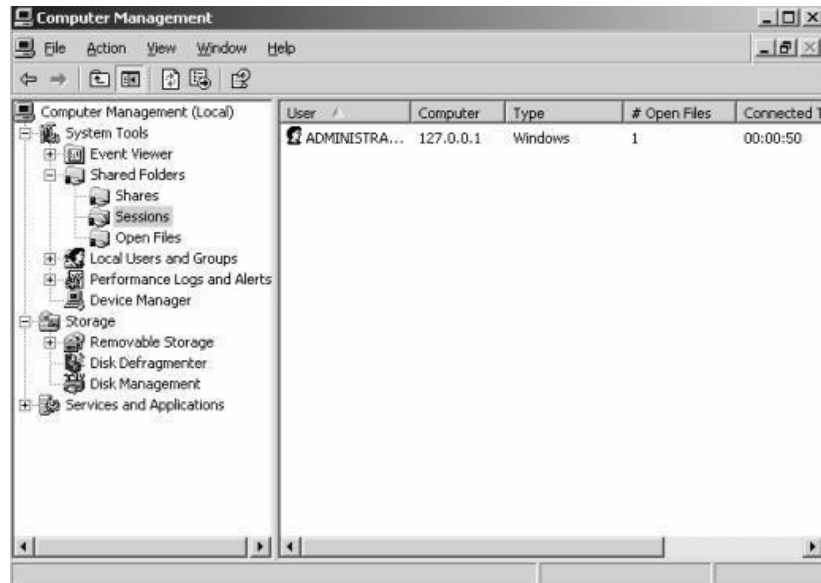 Computer Management
File Action View Window Help
Computer Management (Local)
System Tools
Event Viewer
Shared Folders
Shares
Sessions
Open Files
Local Users and Groups
Performance Logs and Alerts
Device Manager
Storage
Removable Storage
Disk Defragmenter
Disk Management
Services and Applications
User Computer Type # Open Files Connected T
ADMINISTRA... 127.0.0.1 Windows 1 00:00:50